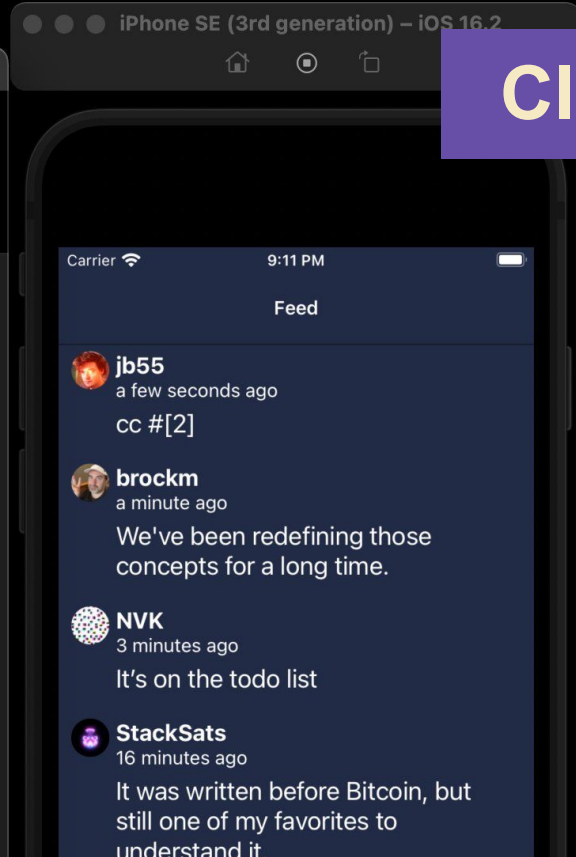 iPhone SE (3rd generation) – iOS 16.2
Cl
Carrier
9:11 PM
Feed
jb55
a few seconds ago
cc #[2]
brockm
a minute ago
We've been redefining those
concepts for a long time.
NVK
3 minutes ago
It’s on the todo list
StackSats
16 minutes ago
It was written before Bitcoin, but
still one of my favorites to
understand it